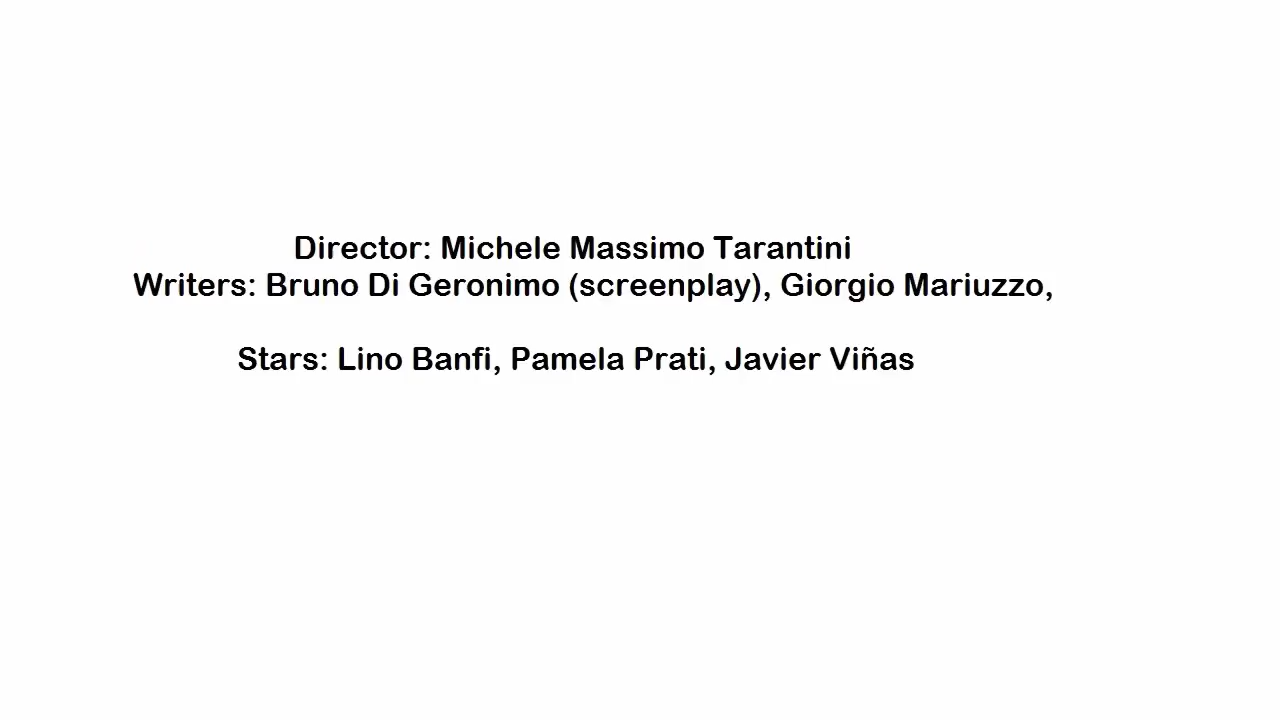 Director: Michele Massimo Tarantini
Writers: Bruno Di Geronimo (screenplay), Giorgio Mariuzzo,
Stars: Lino Banfi, Pamela Prati, Javier Viñas